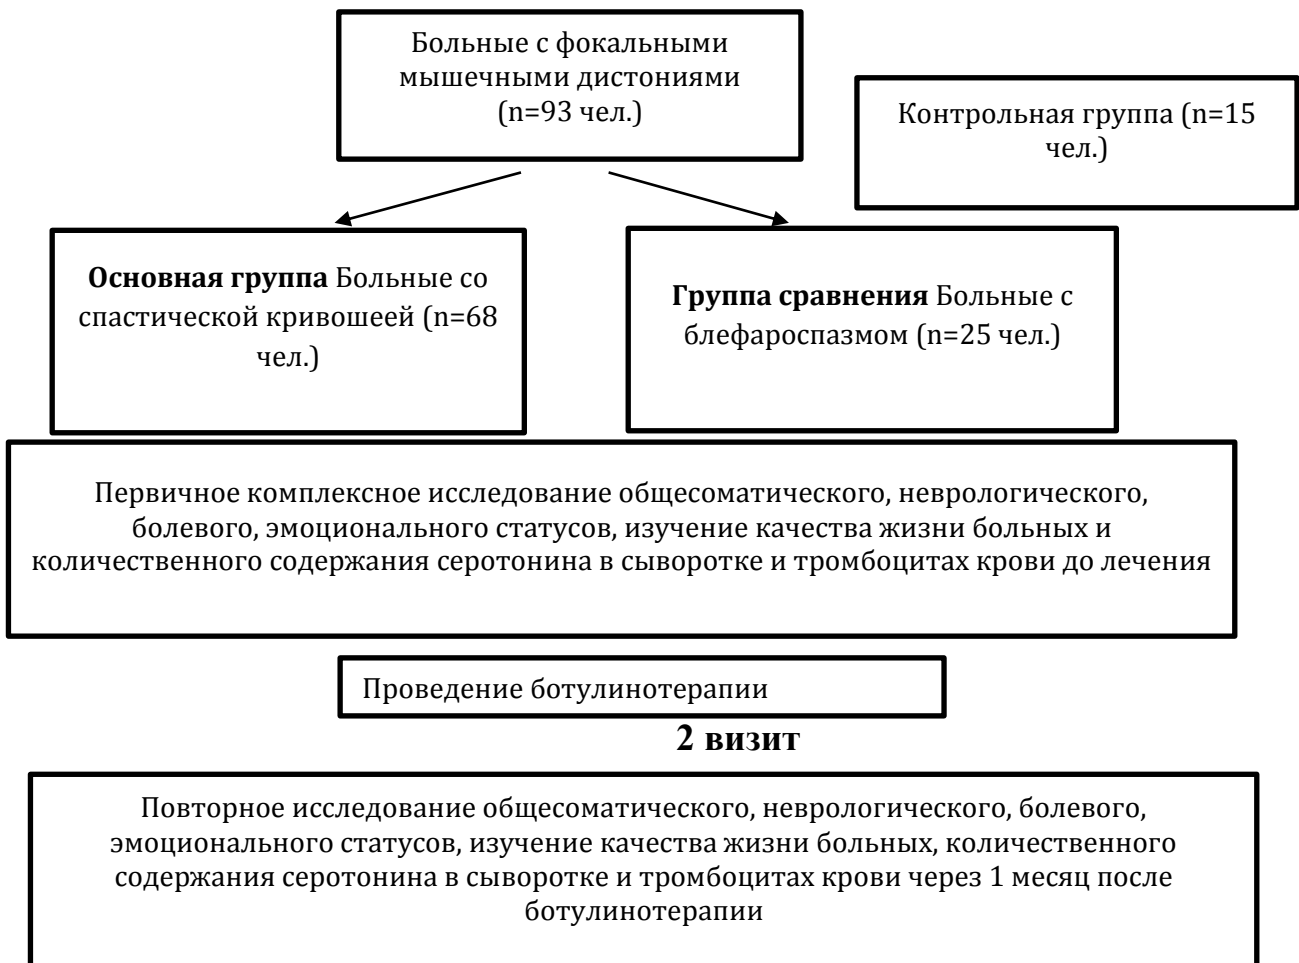 Больные с фокальными
мышечными дистониями
(n=93 чел.)
Контрольная группа (n=15
чел.)
Основная группа Больные со
спастической кривошеей (n=68
чел.)
Группа сравнения Больные с
блефароспазмом (n=25 чел.)
Первичное комплексное исследование общесоматического, неврологического,
болевого, эмоционального статусов, изучение качества жизни больных и
количественного содержания серотонина в сыворотке и тромбоцитах крови до лечения
Проведение ботулинотерапии
2 визит
Повторное исследование общесоматического, неврологического, болевого,
эмоционального статусов, изучение качества жизни больных, количественного
содержания серотонина в сыворотке и тромбоцитах крови через 1 месяц после
ботулинотерапии